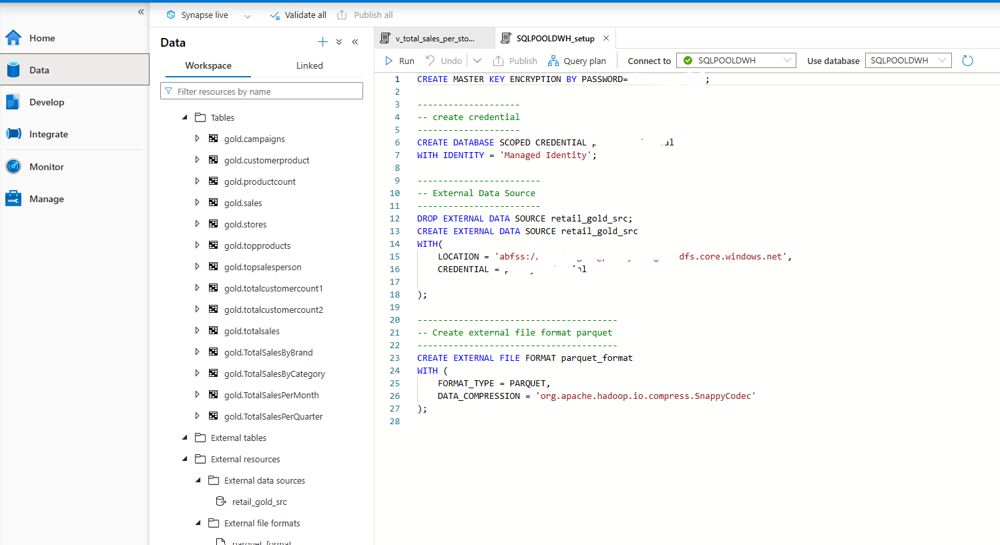 «
Home
Data
Develop
Integrate
Monitor
Manage
Synapse live
Validate all
Publish all
Data
Workspace
Linked
Filter resources by name
Tables
gold.campaigns
gold.customerproduct
gold.productcount
gold.sales
gold.stores
gold.topproducts
gold.topsalesperson
gold.totalcustomercount1
gold.totalcustomercount2
gold.totalsales
gold.TotalSalesByBrand
gold.TotalSalesByCategory
gold.TotalSalesPerMonth
gold.TotalSalesPerQuarter
External tables
External resources
External data sources
retail_gold_src
External file formats
parquet_format
v_total_sales_per_sto...
SQLPOOLDWH_setup
Run Undo Publish Query plan Connect to SQLPOOLDWH Use database SQLPOOLDWH
1 CREATE MASTER KEY ENCRYPTION BY PASSWORD= ;
2
3 --------------------
4 -- create credential
5 --------------------
6 CREATE DATABASE SCOPED CREDENTIAL
7 WITH IDENTITY = 'Managed Identity';
8
9 ------------------------
10 -- External Data Source
11 ------------------------
12 DROP EXTERNAL DATA SOURCE retail_gold_src;
13 CREATE EXTERNAL DATA SOURCE retail_gold_src
14 WITH(
15 LOCATION = 'abfss:/ dfs.core.windows.net',
16 CREDENTIAL =
17
18 );
19
20 ---------------------------------------
21 -- Create external file format parquet
22 ---------------------------------------
23 CREATE EXTERNAL FILE FORMAT parquet_format
24 WITH (
25 FORMAT_TYPE = PARQUET,
26 DATA_COMPRESSION = 'org.apache.hadoop.io.compress.SnappyCodec'
27 );
28